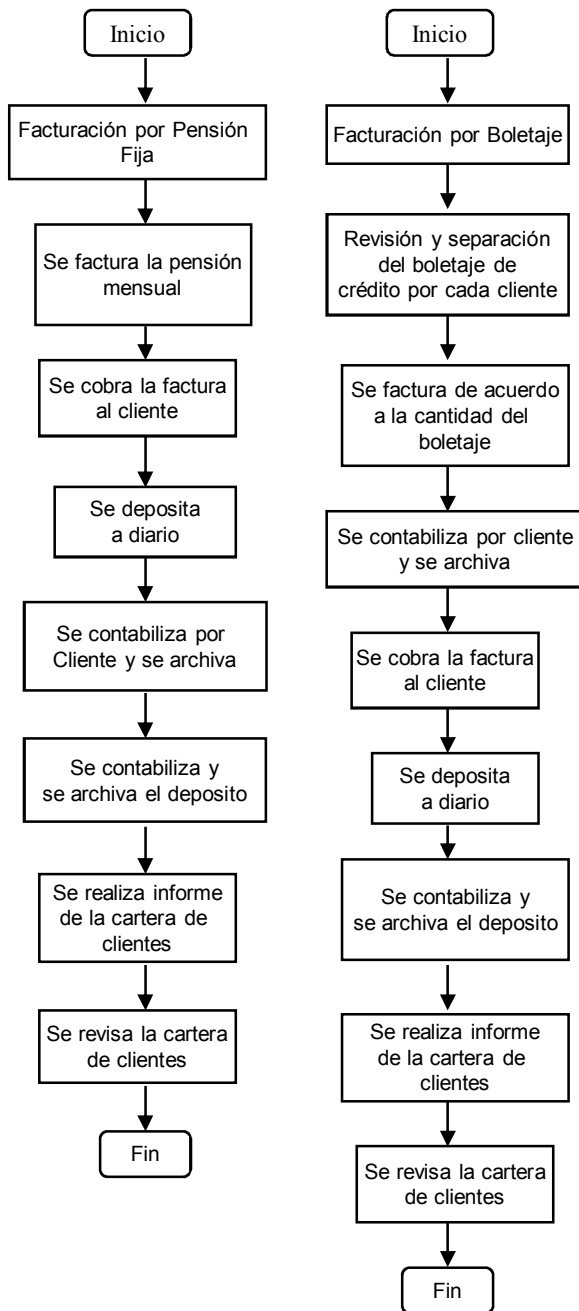 Inicio
Facturación por Pensión
Fija
Se factura la pensión
mensual
Se cobra la factura
al cliente
Se deposita
a diario
Se contabiliza por
Cliente y se archiva
Se contabiliza y
se archiva el deposito
Se realiza informe
de la cartera de
clientes
Se revisa la cartera
de clientes
Fin
Inicio
Facturación por Boletaje
Revisión y separación
del boletaje de
crédito por cada cliente
Se factura de acuerdo
a la cantidad del
boletaje
Se contabiliza por cliente
y se archiva
Se cobra la factura
al cliente
Se deposita
a diario
Se contabiliza y
se archiva el deposito
Se realiza informe
de la cartera de
clientes
Se revisa la cartera
de clientes
Fin